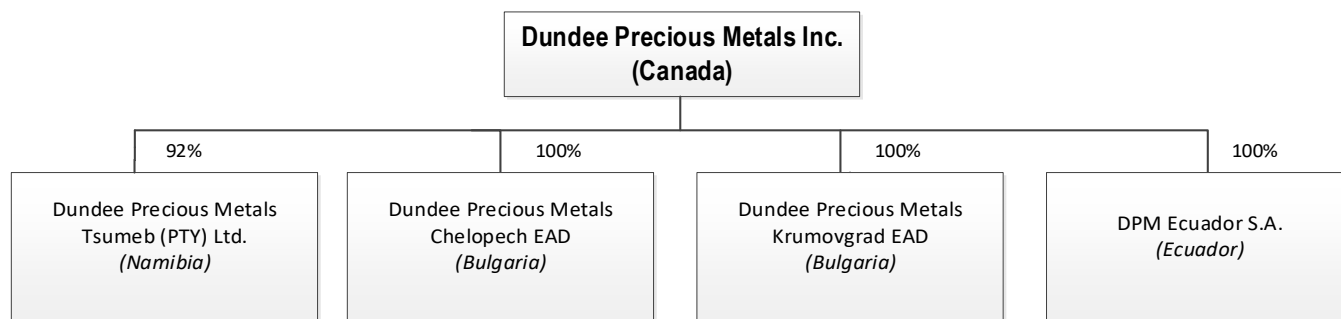 Dundee Precious Metals Inc.
(Canada)
92%
100%
100%
100%
Dundee Precious Metals
Tsumeb (PTY) Ltd.
(Namibia)
Dundee Precious Metals
Chelopech EAD
(Bulgaria)
Dundee Precious Metals
Krumovgrad EAD
(Bulgaria)
DPM Ecuador S.A.
(Ecuador)